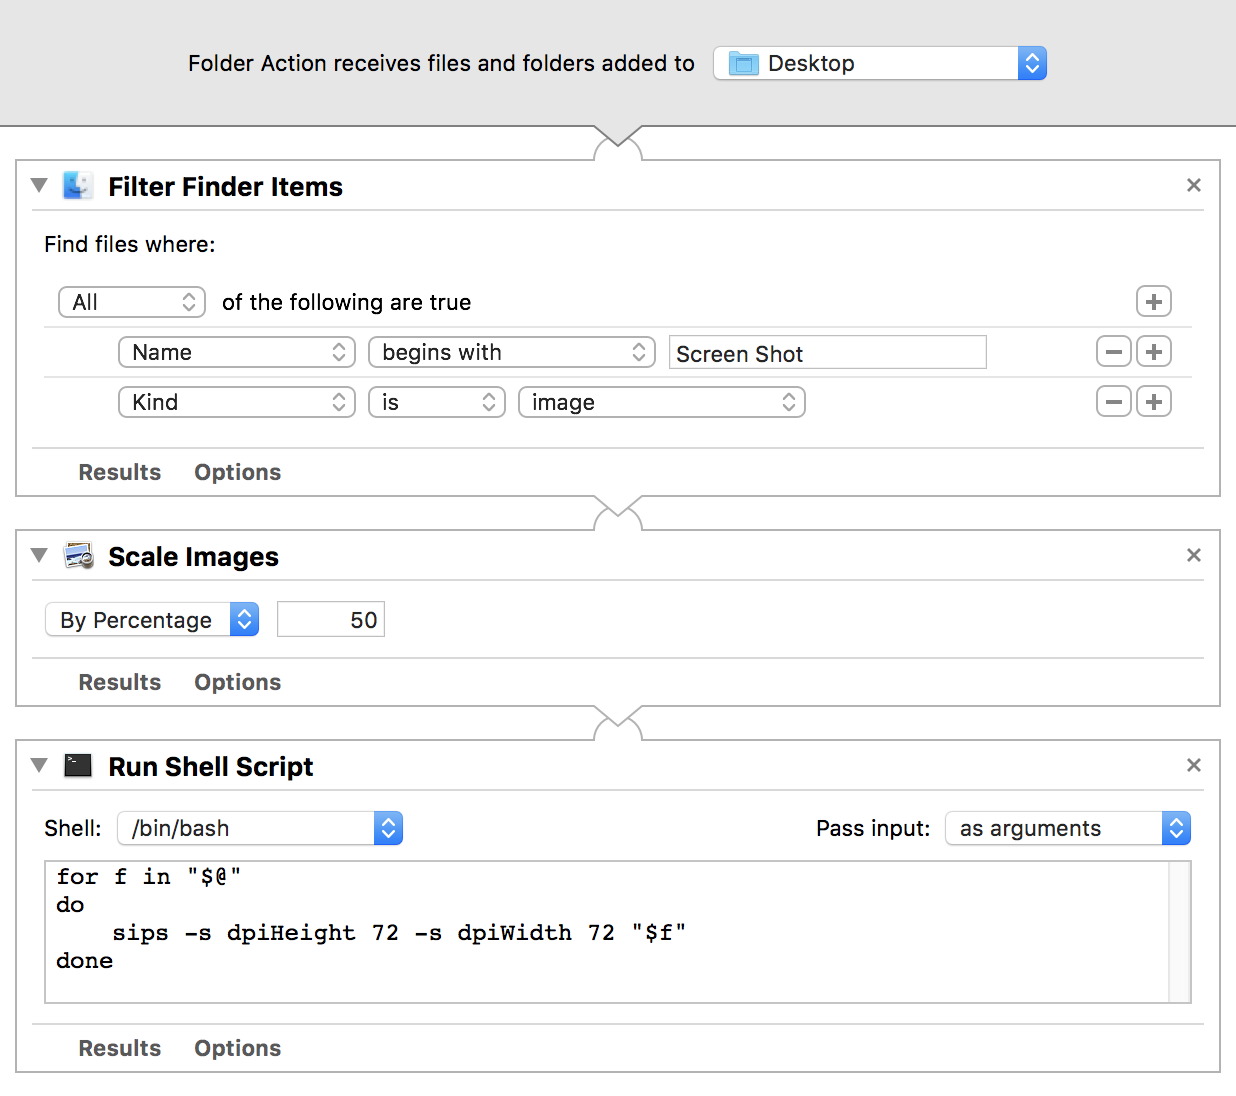 Folder Action receives files and folders added to Desktop
Filter Finder Items
Find files where:
All of the following are true
Name begins with Screen Shot
Kind is image
Results Options
Scale Images
By Percentage 50
Results Options
Run Shell Script
Shell: /bin/bash Pass input: as arguments
for f in "$@"
do
    sips -s dpiHeight 72 -s dpiWidth 72 "$f"
done
Results Options